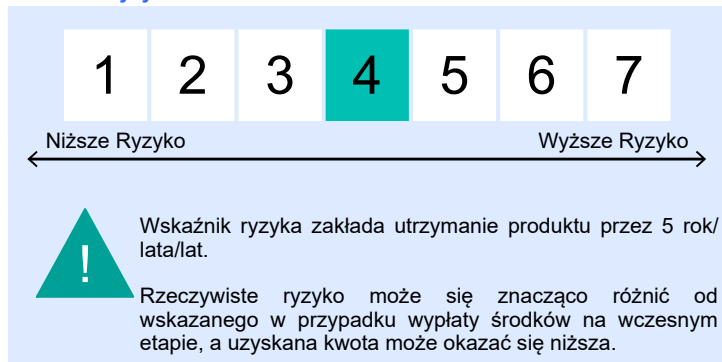 1 2 3 4 5 6 7
Niższe Ryzyko Wyższe Ryzyko
!
Wskaźnik ryzyka zakłada utrzymanie produktu przez 5 rok/
lata/lat.
Rzeczywiste ryzyko może się znacząco różnić od
wskazanego w przypadku wypłaty środków na wczesnym
etapie, a uzyskana kwota może okazać się niższa.